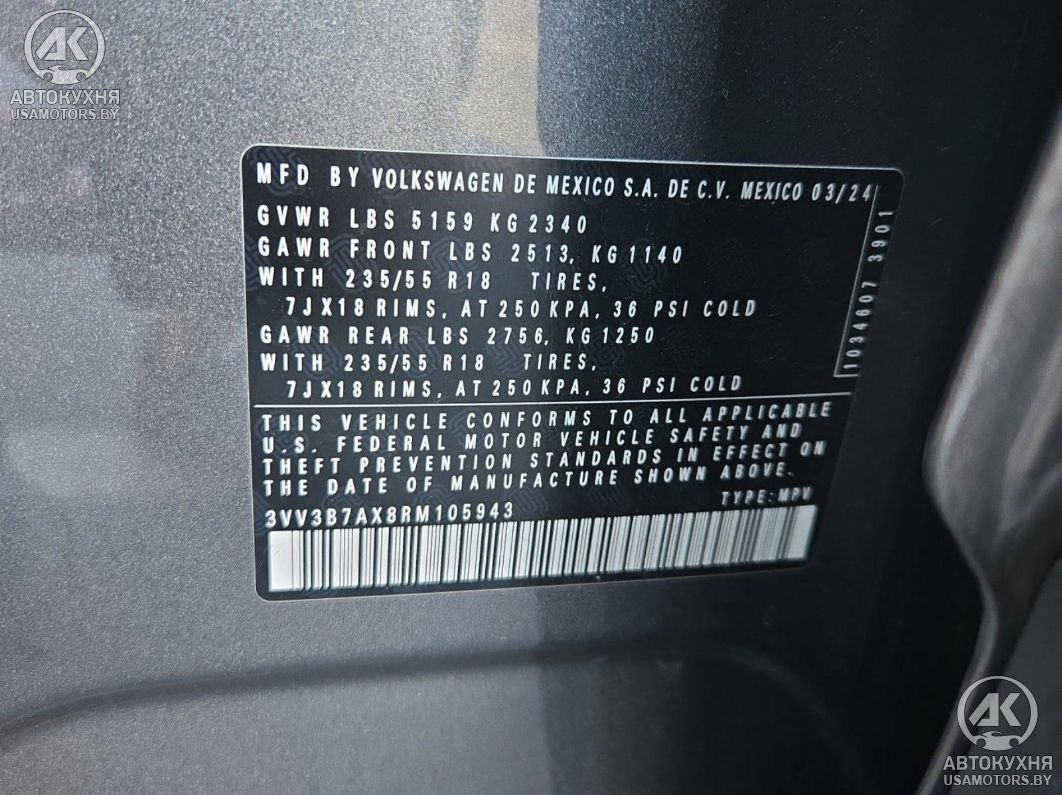 AK
АВТОКУХНЯ
USAMOTORS.BY
MFD BY VOLKSWAGEN DE MEXICO S.A. DE C.V. MEXICO 03/24
GVWR LBS 5159 KG 2340
GAWR FRONT LBS 2513, KG 1140
WITH 235/55 R18 TIRES,
7JX18 RIMS, AT 250 KPA, 36 PSI COLD
GAWR REAR LBS 2756, KG 1250
WITH 235/55 R18 TIRES,
7JX18 RIMS, AT 250 KPA, 36 PSI COLD
1034607 3901
THIS VEHICLE CONFORMS TO ALL APPLICABLE
U.S. FEDERAL MOTOR VEHICLE SAFETY AND
THEFT PREVENTION STANDARDS IN EFFECT ON
THE DATE OF MANUFACTURE SHOWN ABOVE.
3VV3B7AX8RM105943 TYPE: MPV
AK
АВТОКУХНЯ
USAMOTORS.BY